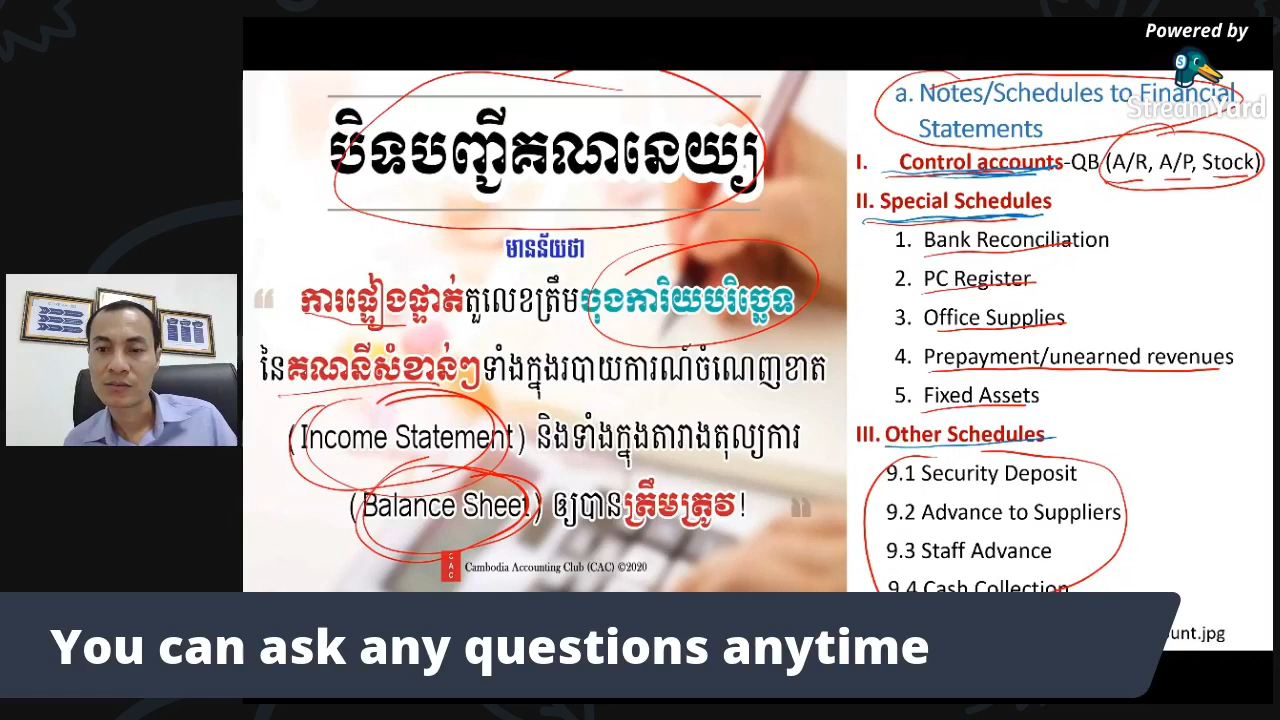 Powered by
StreamYard
បិទបញ្ជីគណនេយ្យ
មានន័យថា
“ ការផ្ទៀងផ្ទាត់តួលេខត្រឹមចុងការិយបរិច្ឆេទ
នៃគណនីសំខាន់ៗទាំងក្នុងរបាយការណ៍ចំណេញខាត
(Income Statement) និងទាំងក្នុងតារាងតុល្យការ
(Balance Sheet) ឲ្យបានត្រឹមត្រូវ! ”
CAC
Cambodia Accounting Club (CAC) ©2020
a. Notes/Schedules to Financial
Statements
I. Control accounts-QB (A/R, A/P, Stock)
II. Special Schedules
1. Bank Reconciliation
2. PC Register
3. Office Supplies
4. Prepayment/unearned revenues
5. Fixed Assets
III. Other Schedules
9.1 Security Deposit
9.2 Advance to Suppliers
9.3 Staff Advance
9.4 Cash Collection
unt.jpg
You can ask any questions anytime